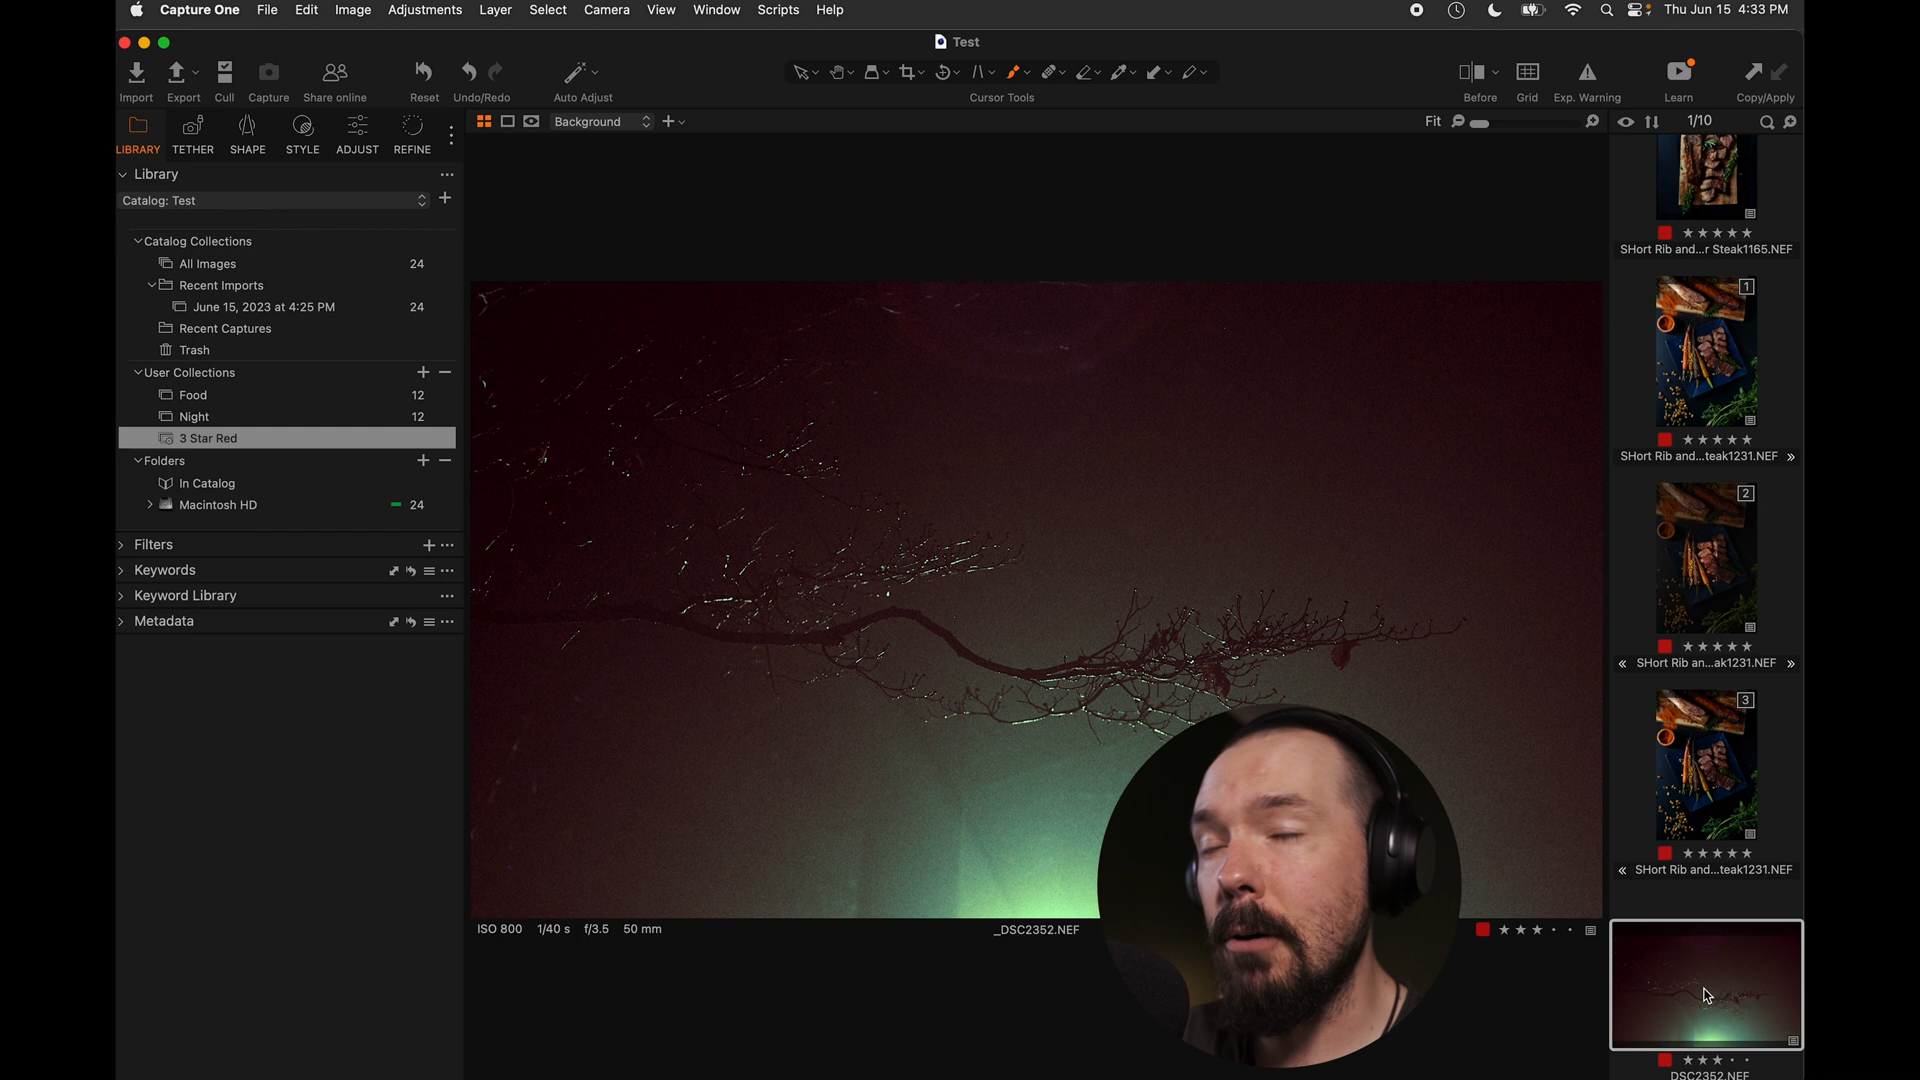 Capture One File Edit Image Adjustments Layer Select Camera View Window Scripts Help Thu Jun 15 4:33 PM
Test
Import Export Cull Capture Share online Reset Undo/Redo Auto Adjust Cursor Tools Before Grid Exp. Warning Learn Copy/Apply
Background Fit 1/10
LIBRARY TETHER SHAPE STYLE ADJUST REFINE
Library
Catalog: Test
Catalog Collections
All Images 24
Recent Imports
June 15, 2023 at 4:25 PM 24
Recent Captures
Trash
User Collections
Food 12
Night 12
3 Star Red
Folders
In Catalog
Macintosh HD 24
Filters
Keywords
Keyword Library
Metadata
ISO 800 1/40 s f/3.5 50 mm _DSC2352.NEF
SHort Rib and...r Steak1165.NEF
1
SHort Rib and...teak1231.NEF »
2
« SHort Rib an...ak1231.NEF »
3
« SHort Rib and...teak1231.NEF
_DSC2352.NEF